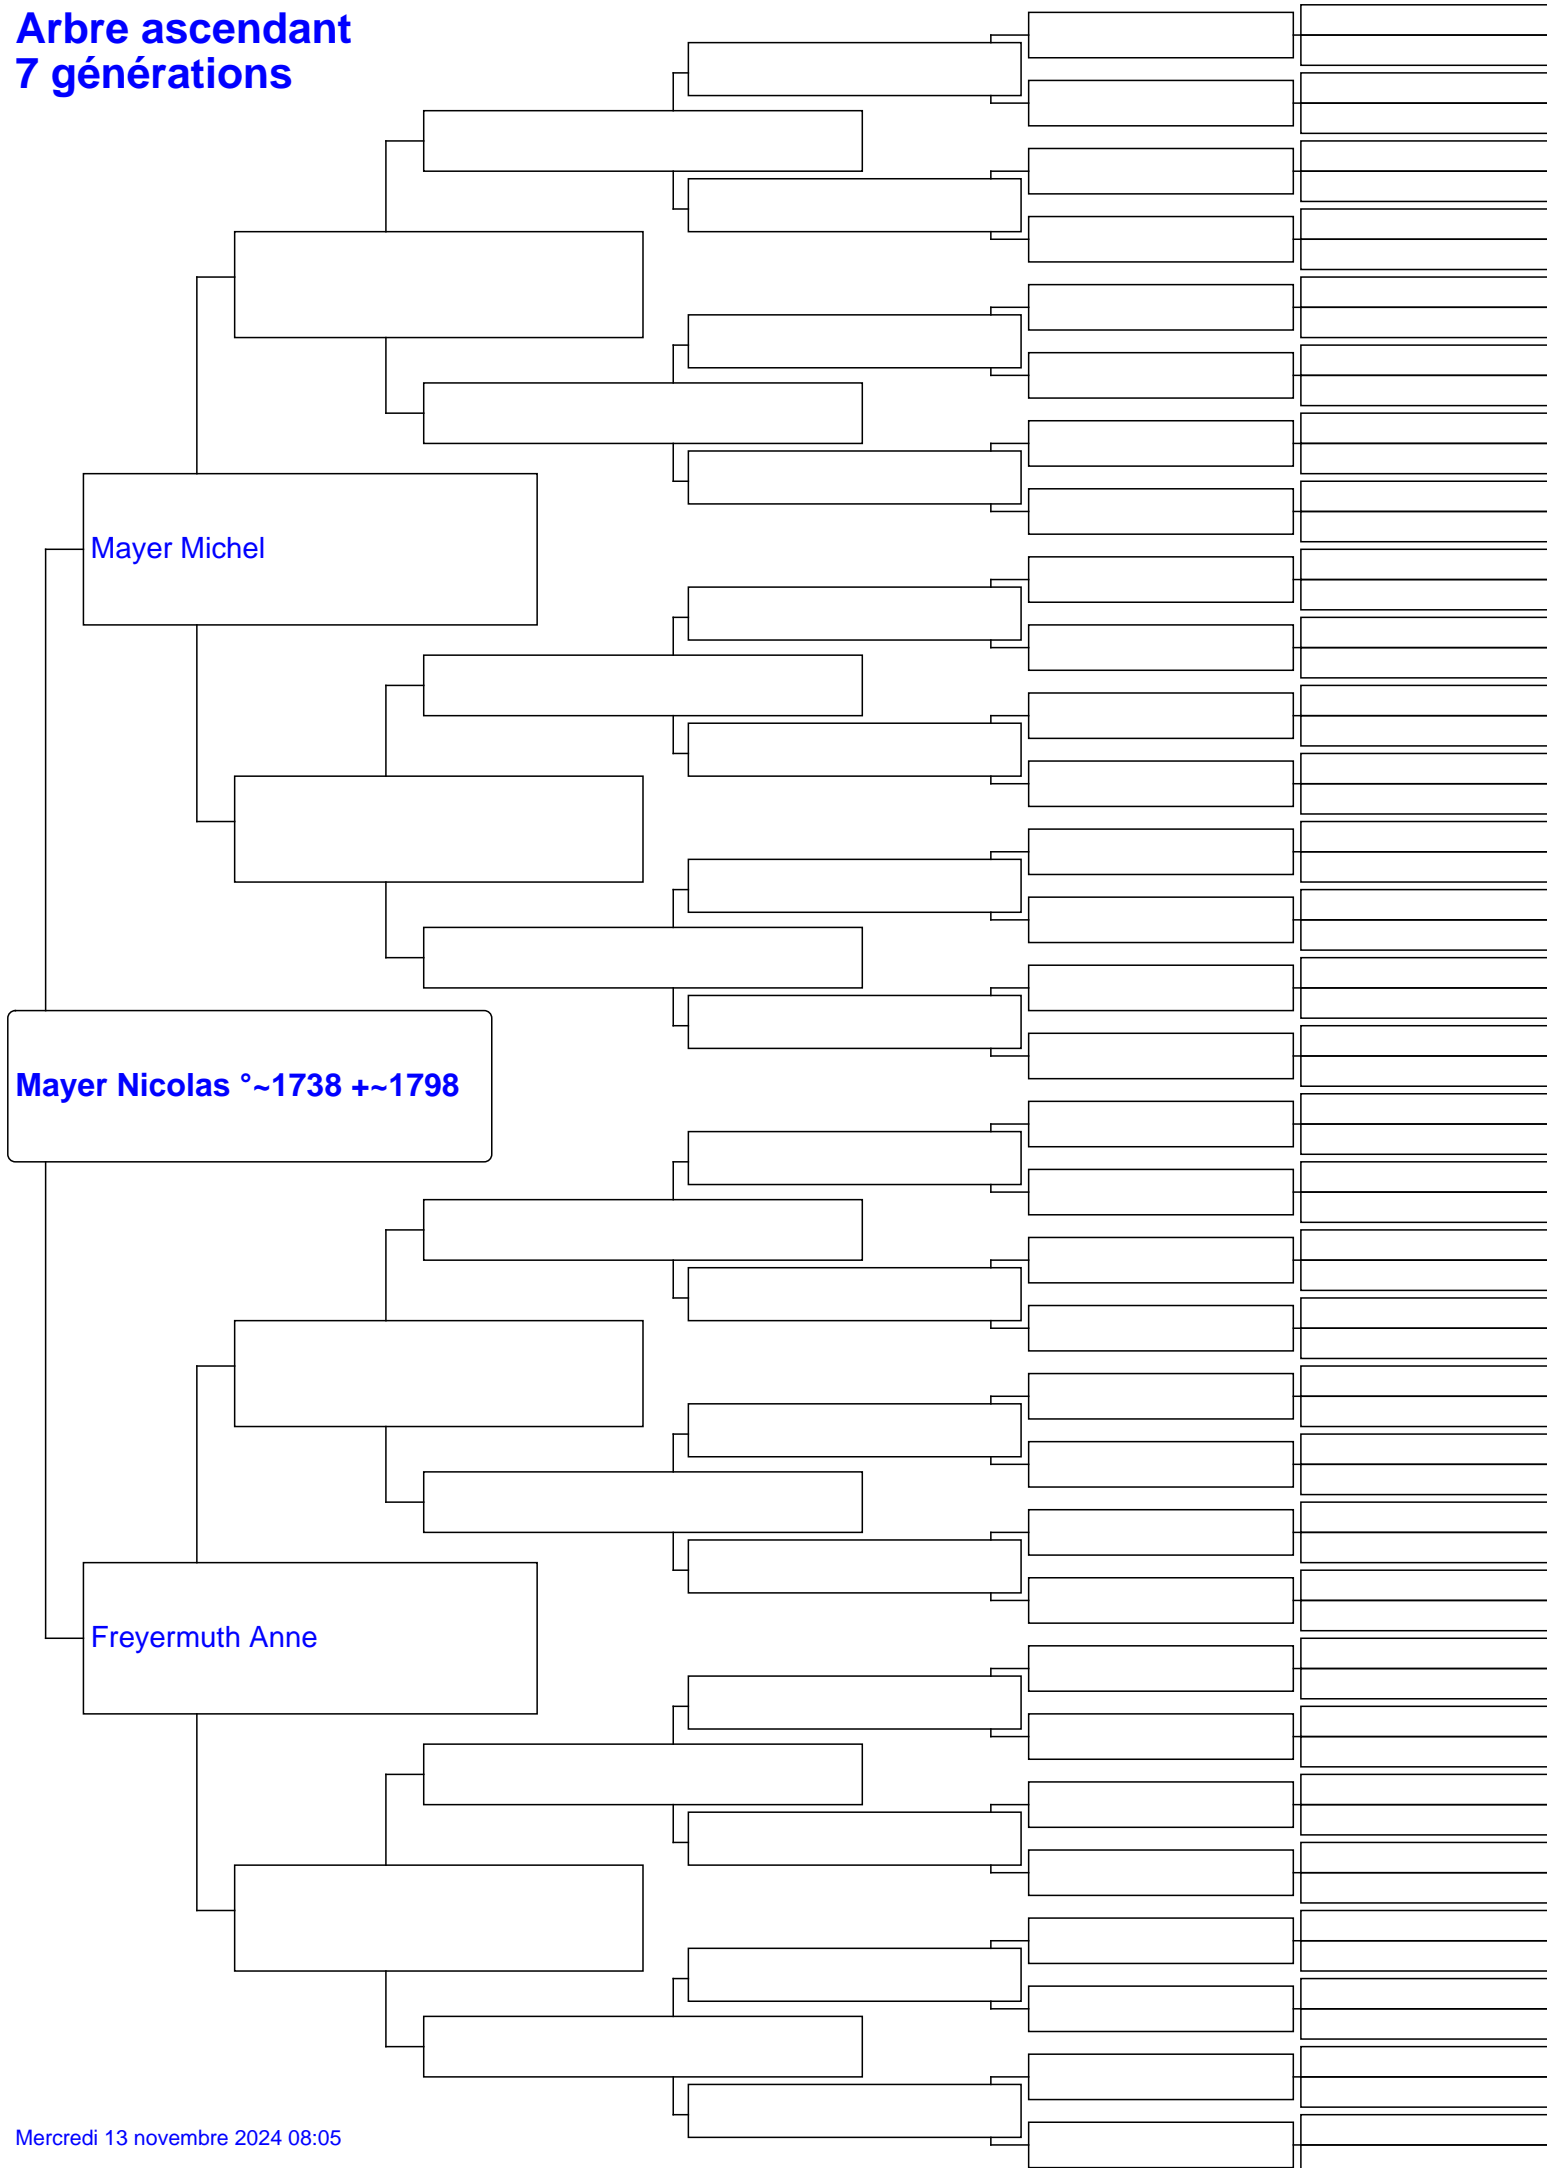 Arbre ascendant
7 générations
Mayer Michel
Mayer Nicolas °~1738 +~1798
Freyermuth Anne
Mercredi 13 novembre 2024 08:05